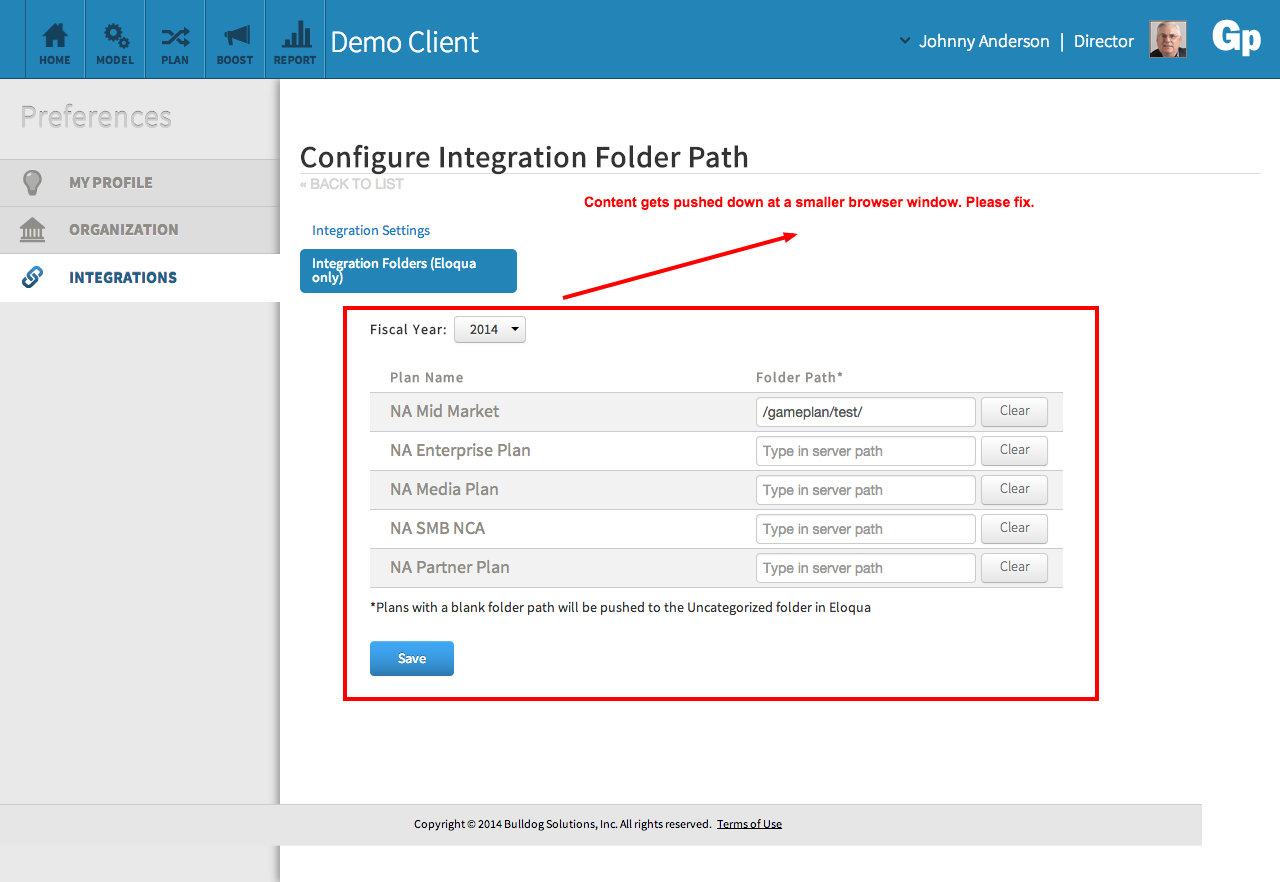 HOME
MODEL
PLAN
BOOST
REPORT
Demo Client
Johnny Anderson | Director
Gp
Preferences
MY PROFILE
ORGANIZATION
INTEGRATIONS
Configure Integration Folder Path
« BACK TO LIST
Content gets pushed down at a smaller browser window. Please fix.
Integration Settings
Integration Folders (Eloqua
only)
Fiscal Year: 2014
Plan Name Folder Path*
NA Mid Market /gameplan/test/ Clear
NA Enterprise Plan Type in server path Clear
NA Media Plan Type in server path Clear
NA SMB NCA Type in server path Clear
NA Partner Plan Type in server path Clear
*Plans with a blank folder path will be pushed to the Uncategorized folder in Eloqua
Save
Copyright © 2014 Bulldog Solutions, Inc. All rights reserved. Terms of Use